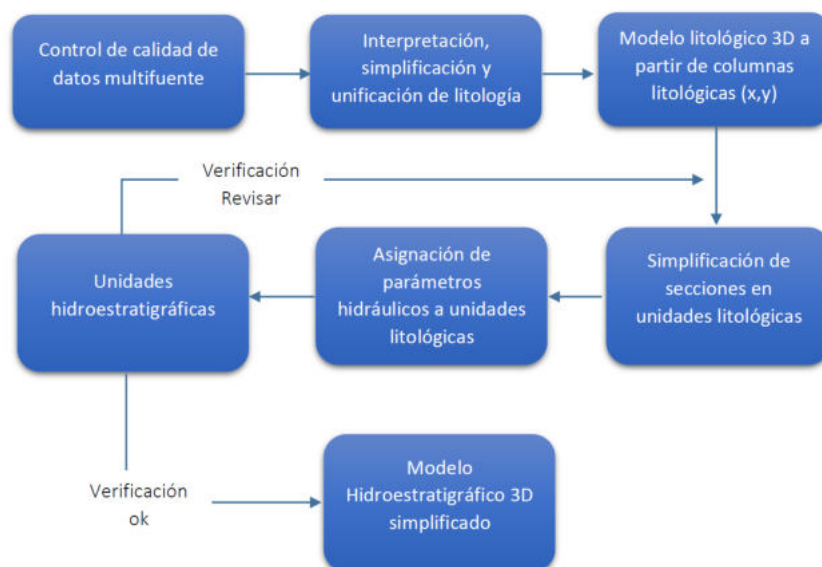 Control de calidad de
datos multifuente
Interpretación,
simplificación y
unificación de litología
Modelo litológico 3D a
partir de columnas
litológicas (x,y)
Verificación
Revisar
Unidades
hidroestratigráficas
Asignación de
parámetros
hidráulicos a unidades
litológicas
Simplificación de
secciones en
unidades litológicas
Verificación
ok
Modelo
Hidroestratigráfico 3D
simplificado